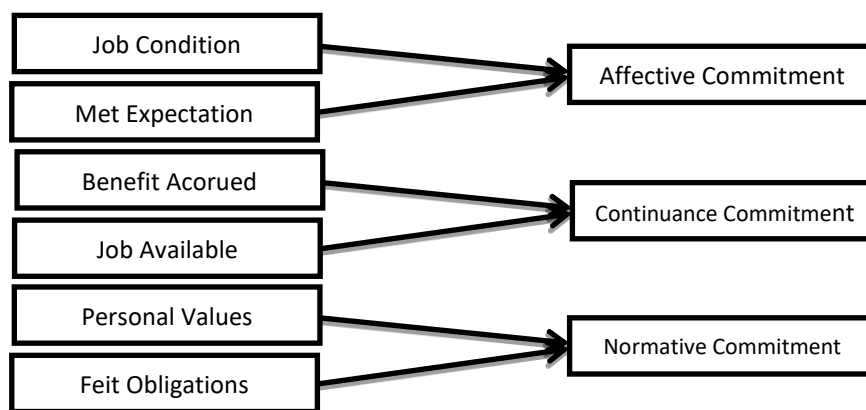 Job Condition
Affective Commitment
Met Expectation
Benefit Acorued
Continuance Commitment
Job Available
Personal Values
Normative Commitment
Feit Obligations